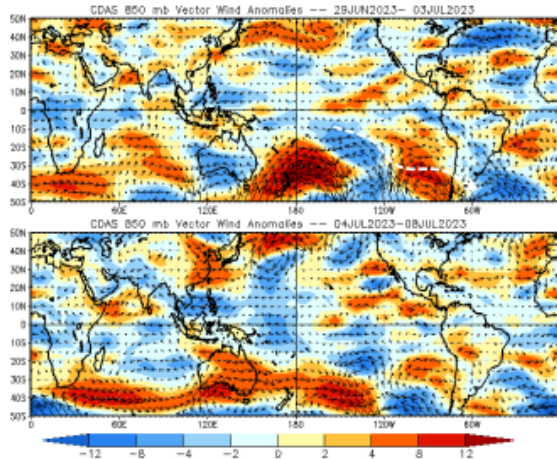 CDAS 850 mb Vector Wind Anomalies -- 29JUN2023- 03JUL2023
50N
40N
30N
20N
10N
0
10S
20S
30S
40S
50S
0 60E 120E 180 120W 60W
CDAS 850 mb Vector Wind Anomalies -- 04JUL2023-08JUL2023
50N
40N
30N
20N
10N
0
10S
20S
30S
40S
50S
0 60E 120E 180 120W 60W
-12 -8 -4 -2 0 2 4 8 12